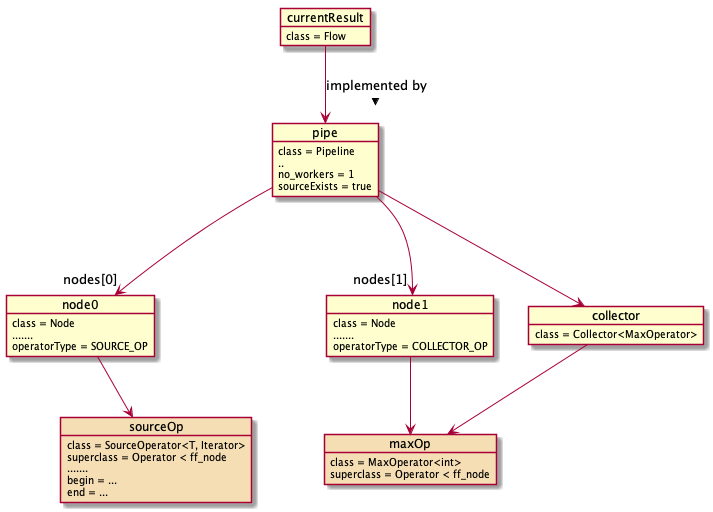 currentResult
class = Flow
implemented by
pipe
class = Pipeline
..
no_workers = 1
sourceExists = true
nodes[0]
nodes[1]
node0
class = Node
.......
operatorType = SOURCE_OP
node1
class = Node
.......
operatorType = COLLECTOR_OP
collector
class = Collector<MaxOperator>
sourceOp
class = SourceOperator<T, Iterator>
superclass = Operator < ff_node
.......
begin = ...
end = ...
maxOp
class = MaxOperator<int>
superclass = Operator < ff_node